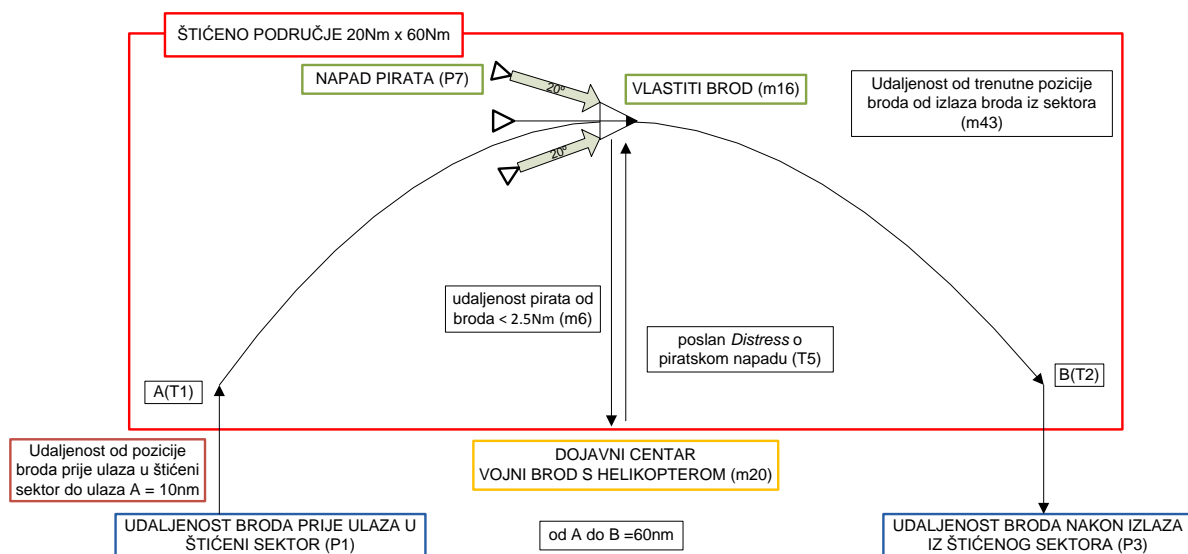 ŠTIĆENO PODRUČJE 20Nm x 60Nm
NAPAD PIRATA (P7)
20º
20º
VLASTITI BROD (m16)
Udaljenost od trenutne pozicije
broda od izlaza broda iz sektora
(m43)
udaljenost pirata od
broda < 2.5Nm (m6)
poslan Distress o
piratskom napadu (T5)
A(T1)
B(T2)
Udaljenost od pozicije
broda prije ulaza u štićeni
sektor do ulaza A = 10nm
DOJAVNI CENTAR
VOJNI BROD S HELIKOPTEROM (m20)
UDALJENOST BRODA PRIJE ULAZA U
ŠTIĆENI SEKTOR (P1)
od A do B =60nm
UDALJENOST BRODA NAKON IZLAZA
IZ ŠTIĆENOG SEKTORA (P3)